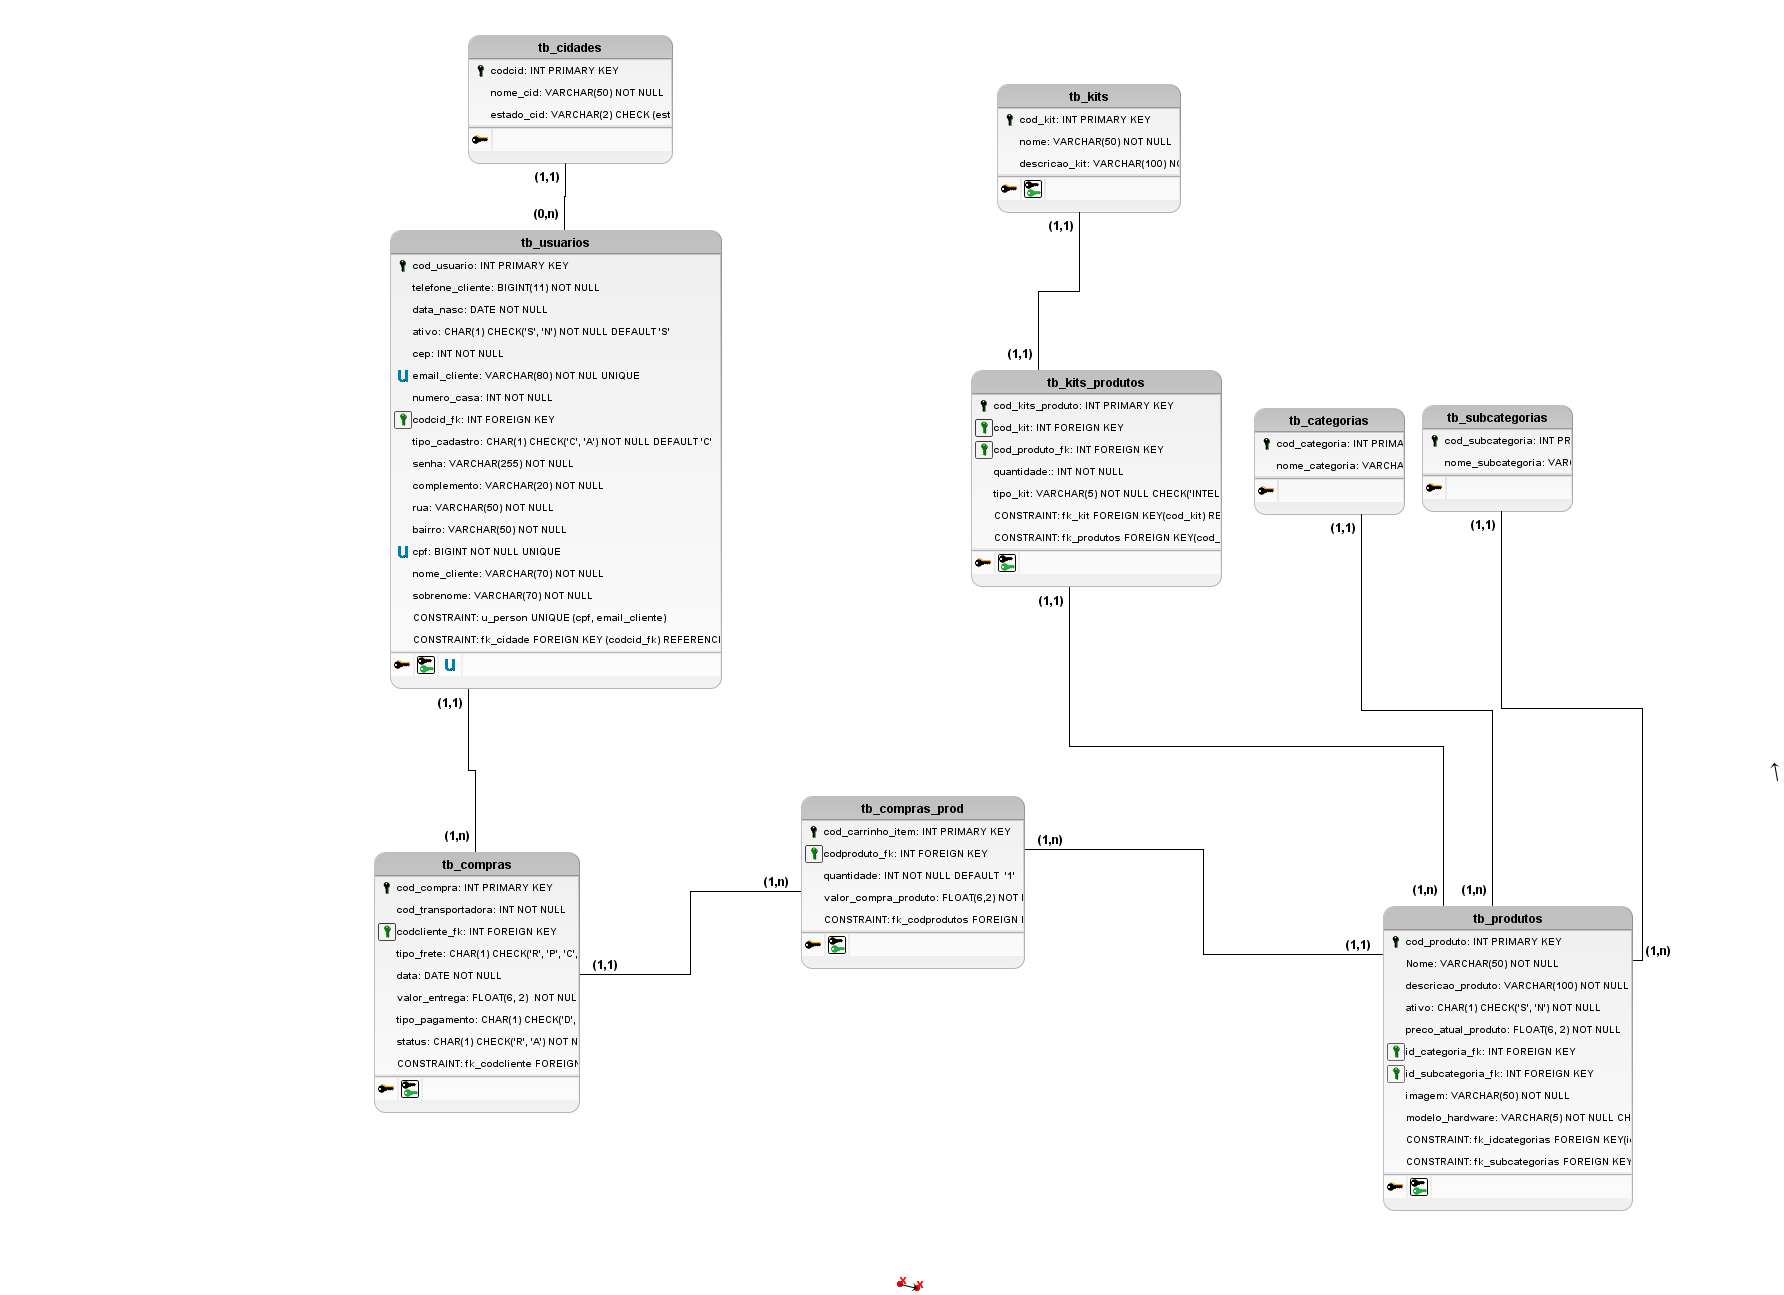 tb_cidades
codcid: INT PRIMARY KEY
nome_cid: VARCHAR(50) NOT NULL
estado_cid: VARCHAR(2) CHECK (est
(1,1)
(0,n)
tb_usuarios
cod_usuario: INT PRIMARY KEY
telefone_cliente: BIGINT(11) NOT NULL
data_nasc: DATE NOT NULL
ativo: CHAR(1) CHECK('S', 'N') NOT NULL DEFAULT 'S'
cep: INT NOT NULL
u email_cliente: VARCHAR(80) NOT NUL UNIQUE
numero_casa: INT NOT NULL
codcid_fk: INT FOREIGN KEY
tipo_cadastro: CHAR(1) CHECK('C', 'A') NOT NULL DEFAULT 'C'
senha: VARCHAR(255) NOT NULL
complemento: VARCHAR(20) NOT NULL
rua: VARCHAR(50) NOT NULL
bairro: VARCHAR(50) NOT NULL
u cpf: BIGINT NOT NULL UNIQUE
nome_cliente: VARCHAR(70) NOT NULL
sobrenome: VARCHAR(70) NOT NULL
CONSTRAINT: u_person UNIQUE (cpf, email_cliente)
CONSTRAINT: fk_cidade FOREIGN KEY (codcid_fk) REFERENCI
u
(1,1)
(1,n)
tb_compras
cod_compra: INT PRIMARY KEY
cod_transportadora: INT NOT NULL
codcliente_fk: INT FOREIGN KEY
tipo_frete: CHAR(1) CHECK('R', 'P', 'C',
data: DATE NOT NULL
valor_entrega: FLOAT(6, 2) NOT NUL
tipo_pagamento: CHAR(1) CHECK('D',
status: CHAR(1) CHECK('R', 'A') NOT N
CONSTRAINT: fk_codcliente FOREIGN
(1,1)
(1,n)
tb_compras_prod
cod_carrinho_item: INT PRIMARY KEY
codproduto_fk: INT FOREIGN KEY
quantidade: INT NOT NULL DEFAULT '1'
valor_compra_produto: FLOAT(6,2) NOT I
CONSTRAINT: fk_codprodutos FOREIGN I
(1,n)
(1,1)
tb_kits
cod_kit: INT PRIMARY KEY
nome: VARCHAR(50) NOT NULL
descricao_kit: VARCHAR(100) NC
(1,1)
(1,1)
tb_kits_produtos
cod_kits_produto: INT PRIMARY KEY
cod_kit: INT FOREIGN KEY
cod_produto_fk: INT FOREIGN KEY
quantidade:: INT NOT NULL
tipo_kit: VARCHAR(5) NOT NULL CHECK('INTEL
CONSTRAINT: fk_kit FOREIGN KEY(cod_kit) RE
CONSTRAINT: fk_produtos FOREIGN KEY(cod_
(1,1)
tb_categorias
cod_categoria: INT PRIMA
nome_categoria: VARCHA
(1,1)
tb_subcategorias
cod_subcategoria: INT PR
nome_subcategoria: VAR(
(1,1)
(1,n)
(1,n)
(1,n)
tb_produtos
cod_produto: INT PRIMARY KEY
Nome: VARCHAR(50) NOT NULL
descricao_produto: VARCHAR(100) NOT NULL
ativo: CHAR(1) CHECK('S', 'N') NOT NULL
preco_atual_produto: FLOAT(6, 2) NOT NULL
id_categoria_fk: INT FOREIGN KEY
id_subcategoria_fk: INT FOREIGN KEY
imagem: VARCHAR(50) NOT NULL
modelo_hardware: VARCHAR(5) NOT NULL CH
CONSTRAINT: fk_idcategorias FOREIGN KEY(i
CONSTRAINT: fk_subcategorias FOREIGN KEY
x x